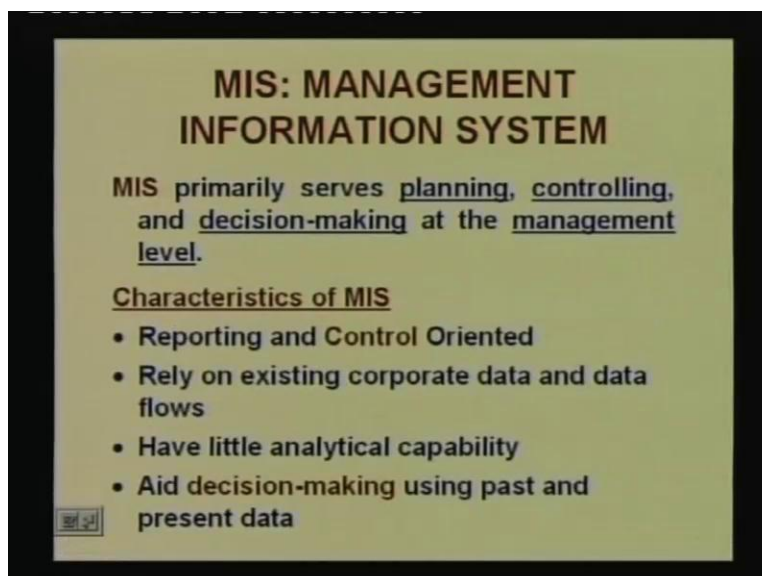 MIS: MANAGEMENT
INFORMATION SYSTEM
MIS primarily serves planning, controlling,
and decision-making at the management
level.
Characteristics of MIS
• Reporting and Control Oriented
• Rely on existing corporate data and data
flows
• Have little analytical capability
• Aid decision-making using past and
present data